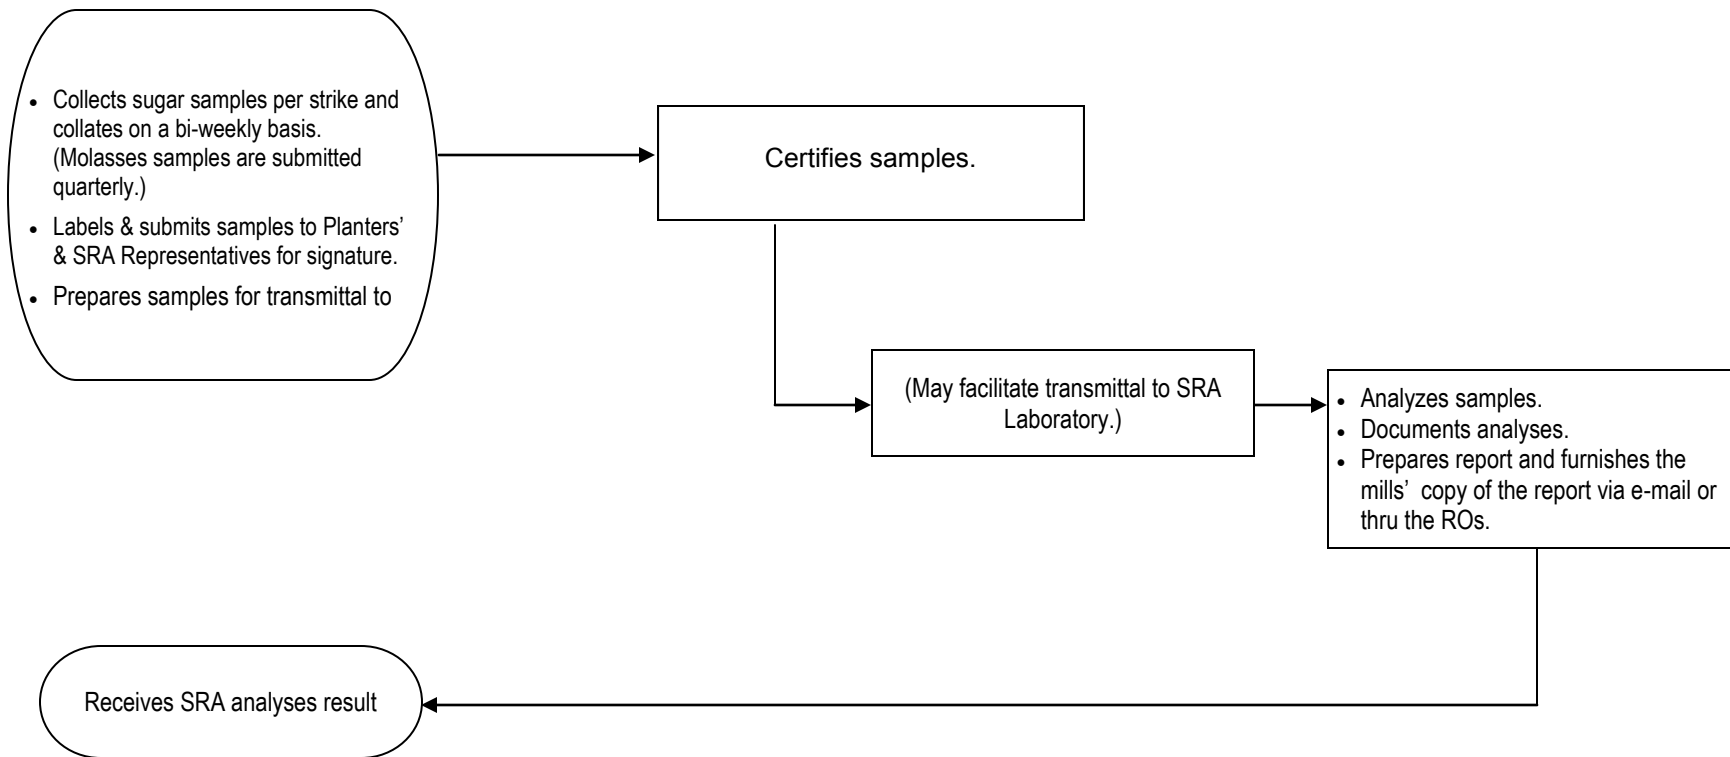 • Collects sugar samples per strike and
collates on a bi-weekly basis.
(Molasses samples are submitted
quarterly.)
• Labels & submits samples to Planters’
& SRA Representatives for signature.
• Prepares samples for transmittal to
Certifies samples.
(May facilitate transmittal to SRA
Laboratory.)
• Analyzes samples.
• Documents analyses.
• Prepares report and furnishes the
mills’ copy of the report via e-mail or
thru the ROs.
Receives SRA analyses result